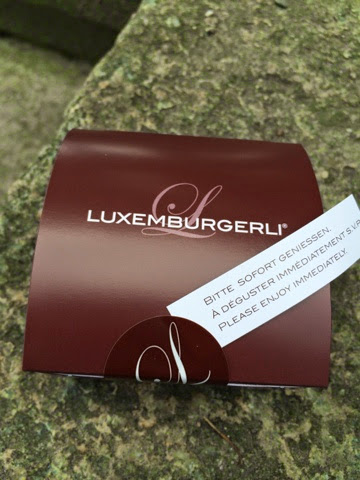 L
LUXEMBURGERLI®
BITTE SOFORT GENIESSEN.
À DÉGUSTER IMMÉDIATEMENT S.V.P.
PLEASE ENJOY IMMEDIATELY.
L